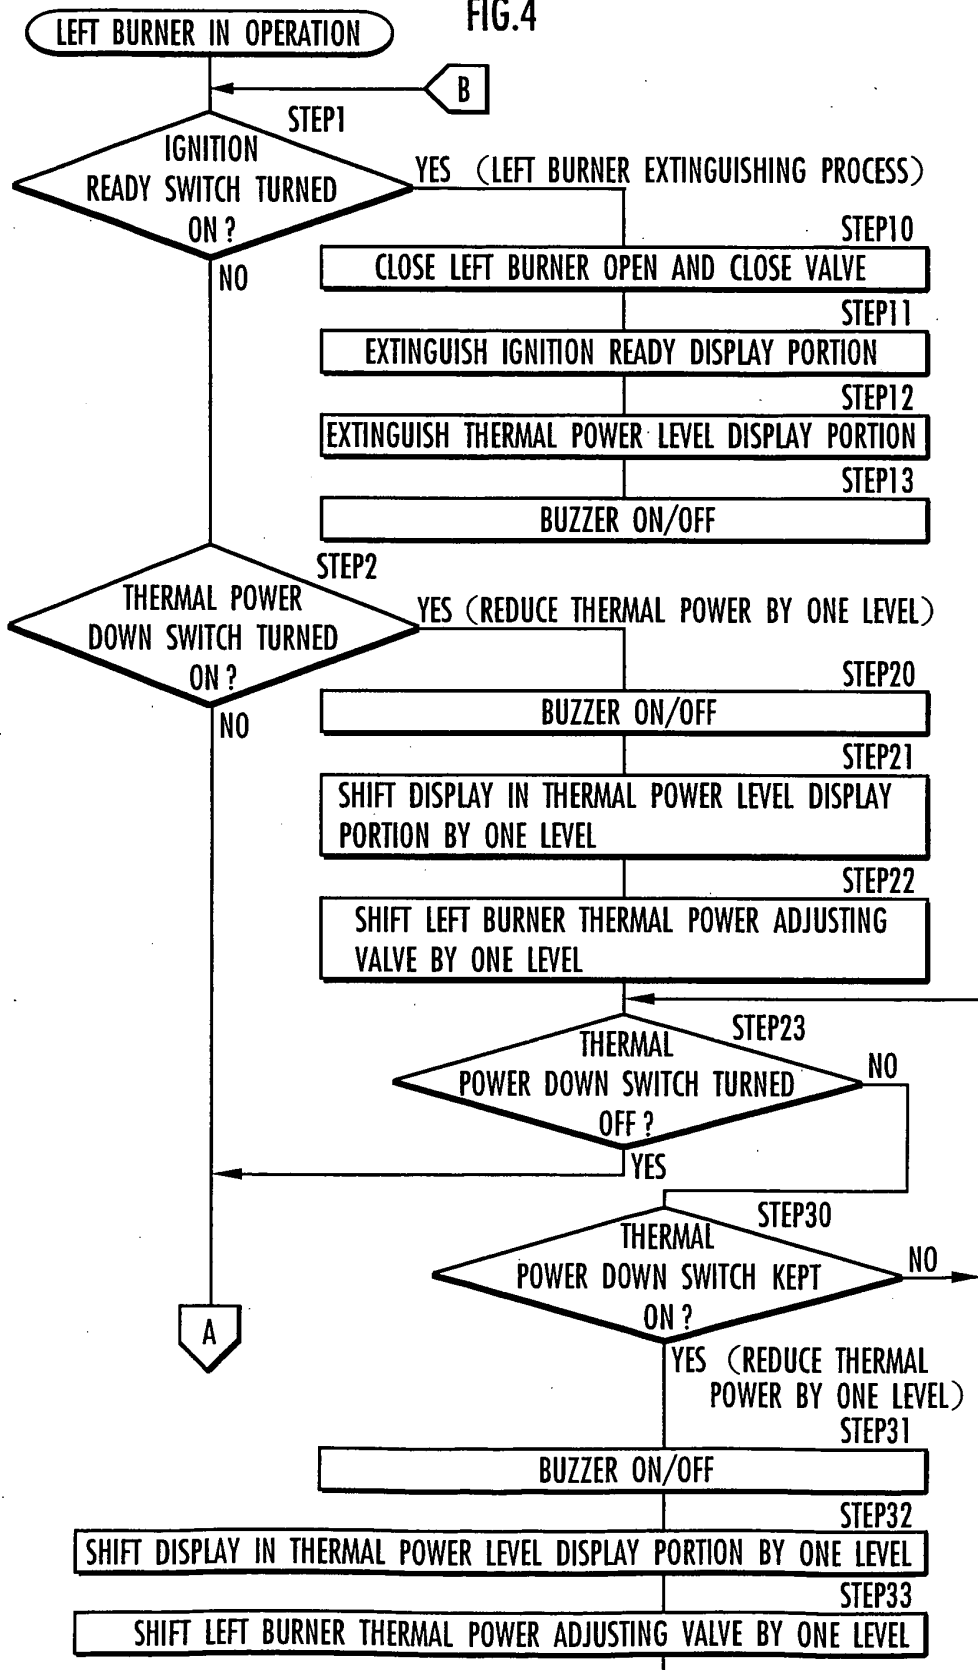 FIG.4
LEFT BURNER IN OPERATION
B
STEP1
IGNITION
READY SWITCH TURNED
ON ?
YES (LEFT BURNER EXTINGUISHING PROCESS)
NO
STEP10
CLOSE LEFT BURNER OPEN AND CLOSE VALVE
STEP11
EXTINGUISH IGNITION READY DISPLAY PORTION
STEP12
EXTINGUISH THERMAL POWER LEVEL DISPLAY PORTION
STEP13
BUZZER ON/OFF
STEP2
THERMAL POWER
DOWN SWITCH TURNED
ON ?
YES (REDUCE THERMAL POWER BY ONE LEVEL)
NO
STEP20
BUZZER ON/OFF
STEP21
SHIFT DISPLAY IN THERMAL POWER LEVEL DISPLAY
PORTION BY ONE LEVEL
STEP22
SHIFT LEFT BURNER THERMAL POWER ADJUSTING
VALVE BY ONE LEVEL
STEP23
THERMAL
POWER DOWN SWITCH TURNED
OFF ?
NO
YES
STEP30
THERMAL
POWER DOWN SWITCH KEPT
ON ?
NO
A
YES (REDUCE THERMAL
POWER BY ONE LEVEL)
STEP31
BUZZER ON/OFF
STEP32
SHIFT DISPLAY IN THERMAL POWER LEVEL DISPLAY PORTION BY ONE LEVEL
STEP33
SHIFT LEFT BURNER THERMAL POWER ADJUSTING VALVE BY ONE LEVEL